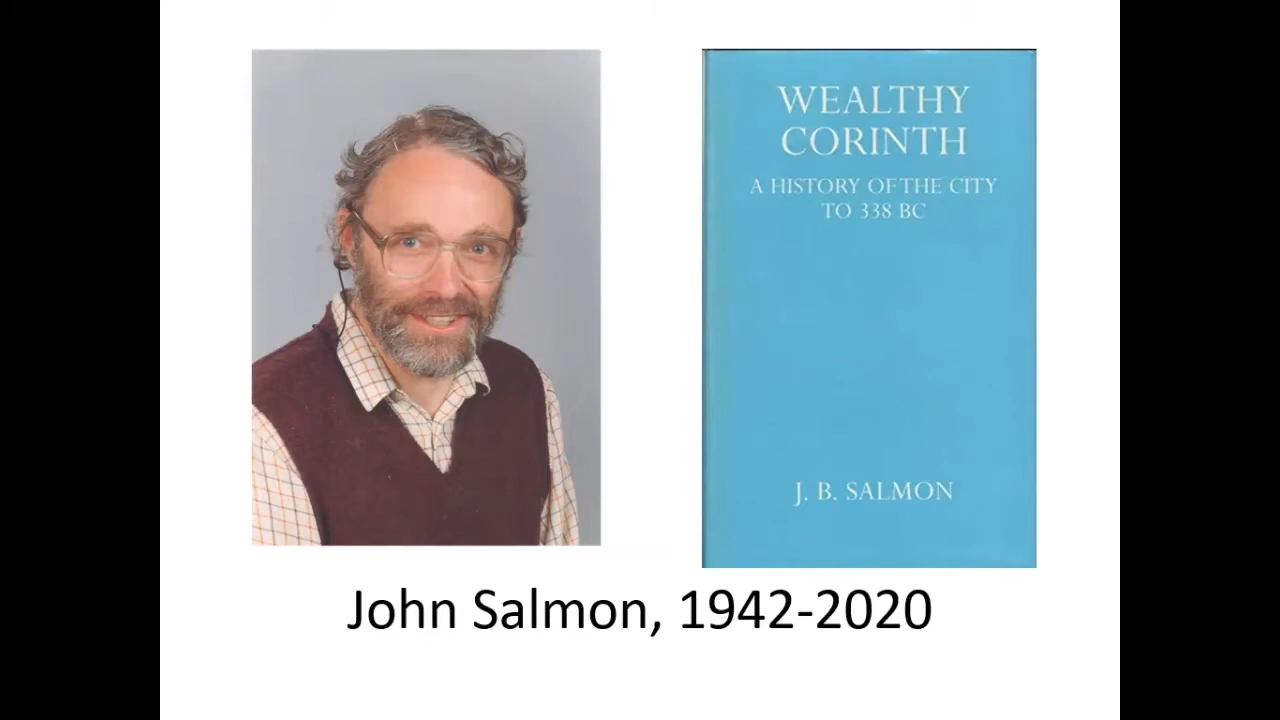 WEALTHY
CORINTH
A HISTORY OF THE CITY
TO 338 BC
J. B. SALMON
John Salmon, 1942-2020